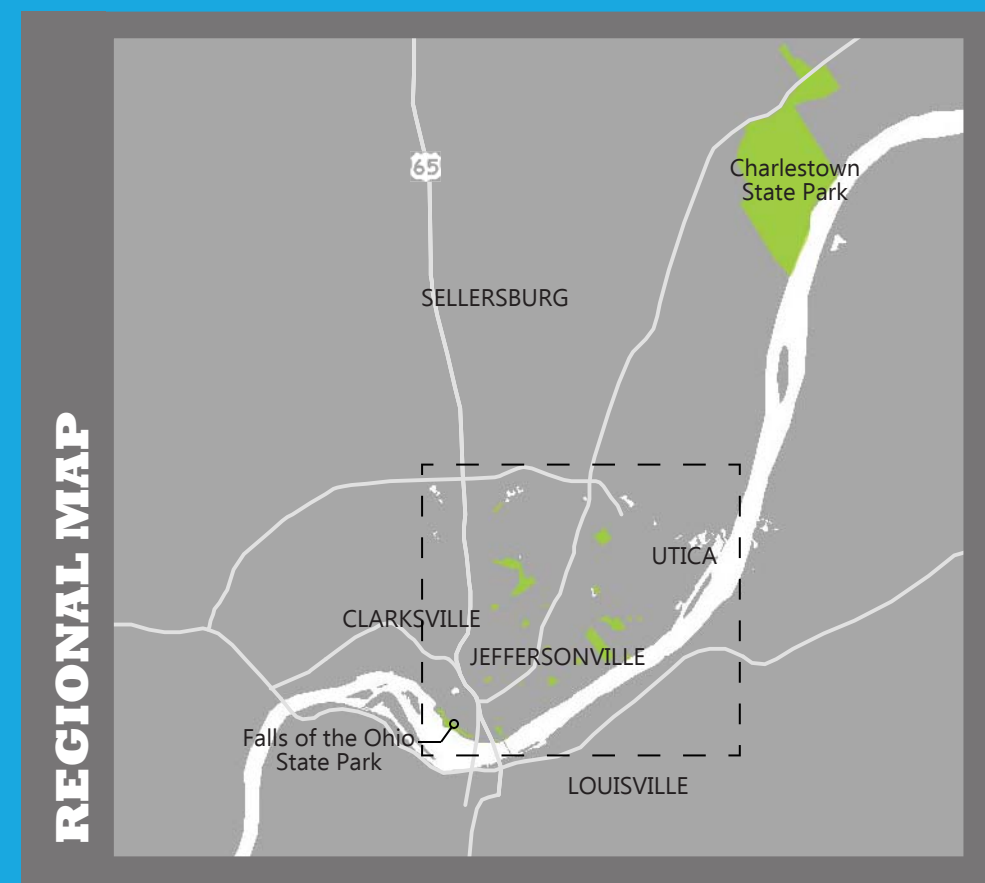 REGIONAL MAP
65
Charlestown
State Park
SELLERSBURG
UTICA
CLARKSVILLE
JEFFERSONVILLE
Falls of the Ohio
State Park
LOUISVILLE